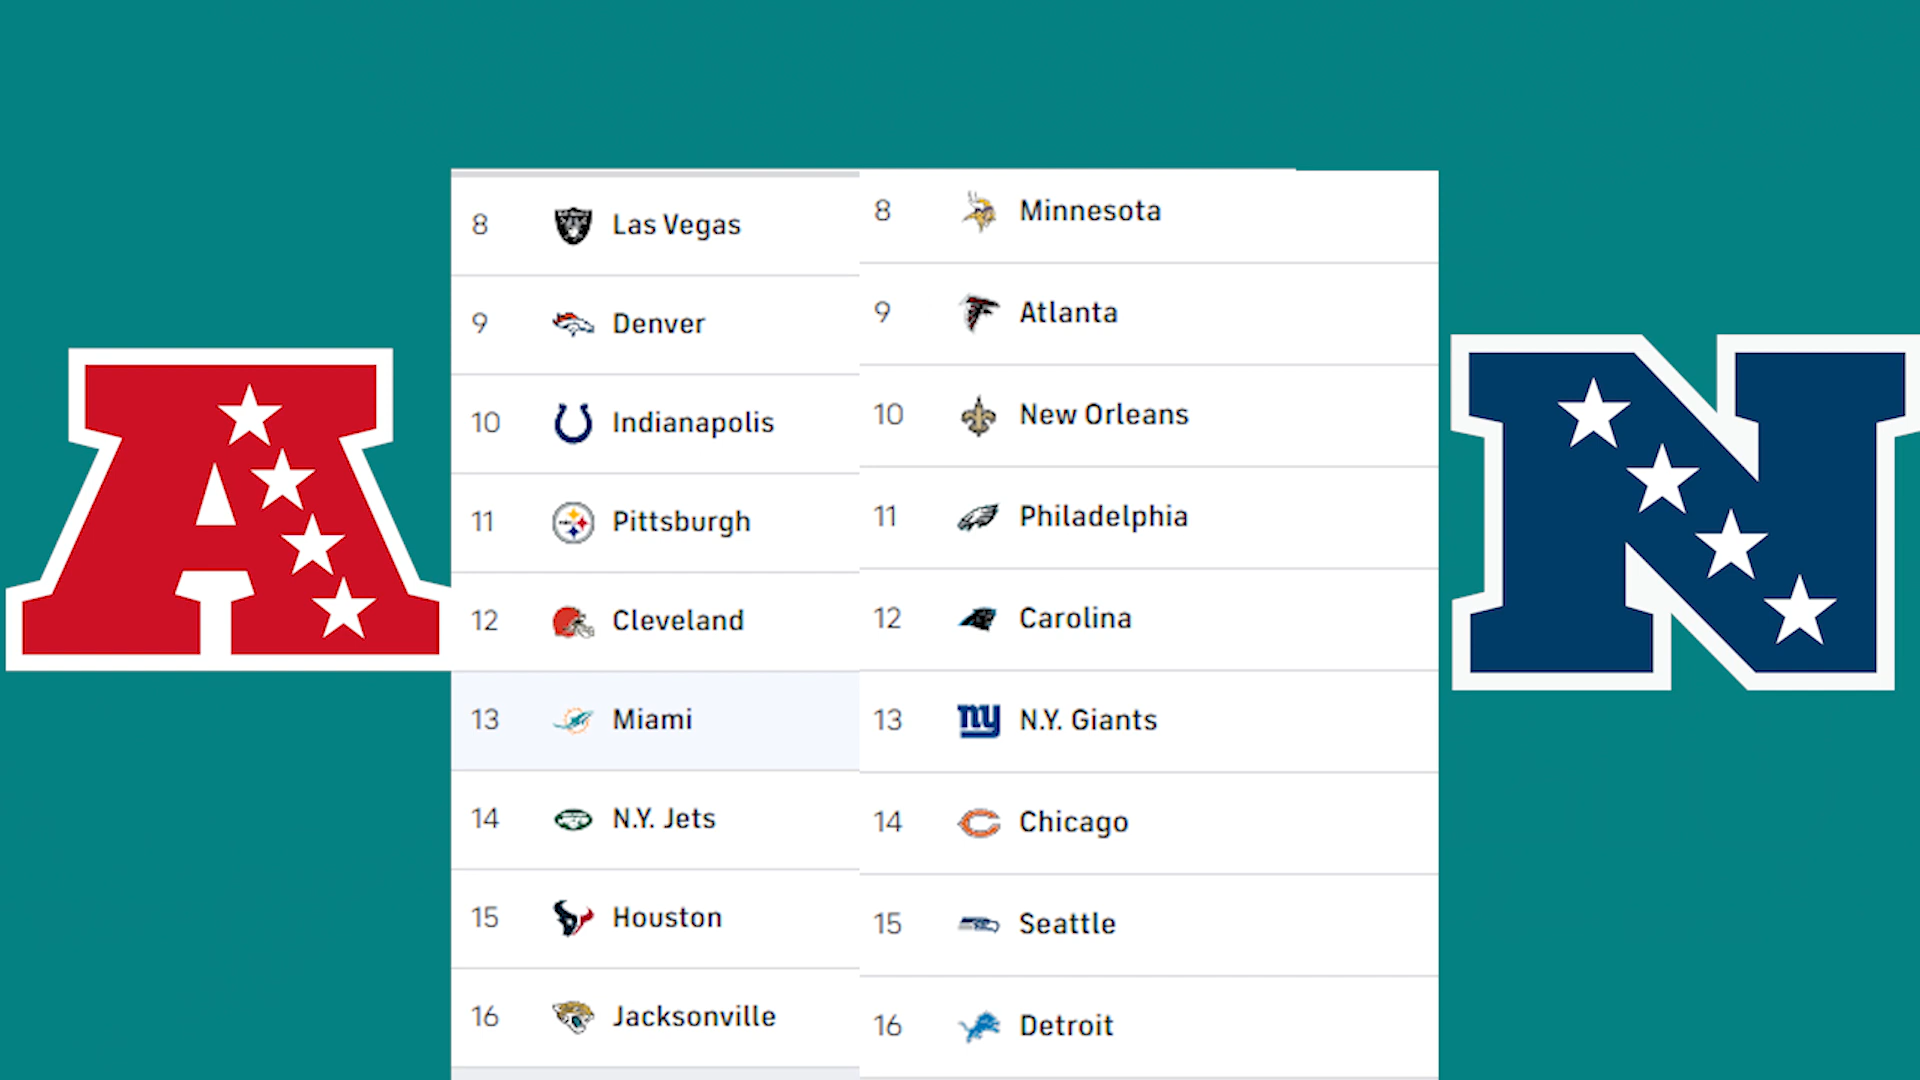 8 Las Vegas
9 Denver
10 Indianapolis
11 Pittsburgh
12 Cleveland
13 Miami
14 N.Y. Jets
15 Houston
16 Jacksonville
8 Minnesota
9 Atlanta
10 New Orleans
11 Philadelphia
12 Carolina
13 N.Y. Giants
14 Chicago
15 Seattle
16 Detroit
A
N
ny